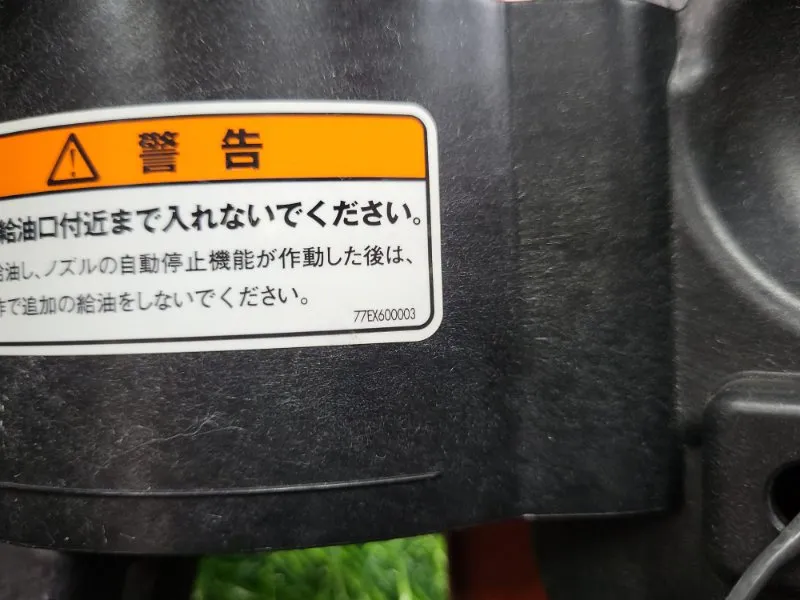 警告
給油口付近まで入れないでください。
給油し、ノズルの自動停止機能が作動した後は、
作で追加の給油をしないでください。
77EX600003